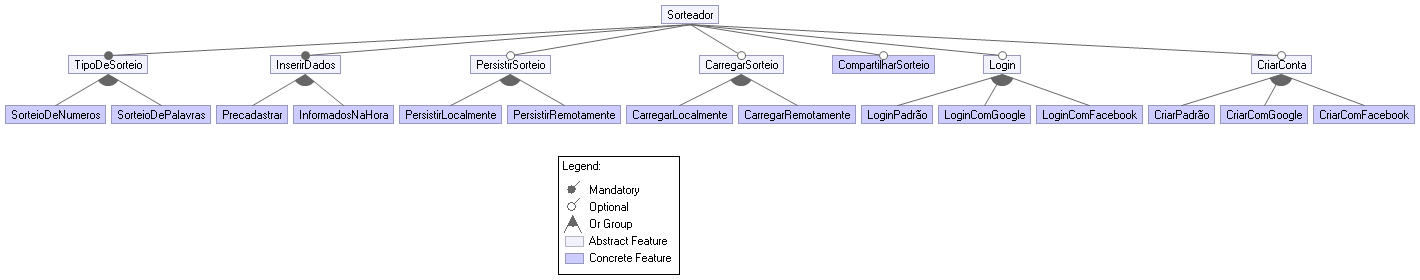 Sorteador
TipoDeSorteio InserirDados PersistirSorteio CarregarSorteio CompartilharSorteio Login CriarConta
SorteioDeNumeros SorteioDePalavras Precadastrar InformadosNaHora PersistirLocalmente PersistirRemotamente CarregarLocalmente CarregarRemotamente LoginPadrão LoginComGoogle LoginComFacebook CriarPadrão CriarComGoogle CriarComFacebook
Legend:
Mandatory
Optional
Or Group
Abstract Feature
Concrete Feature